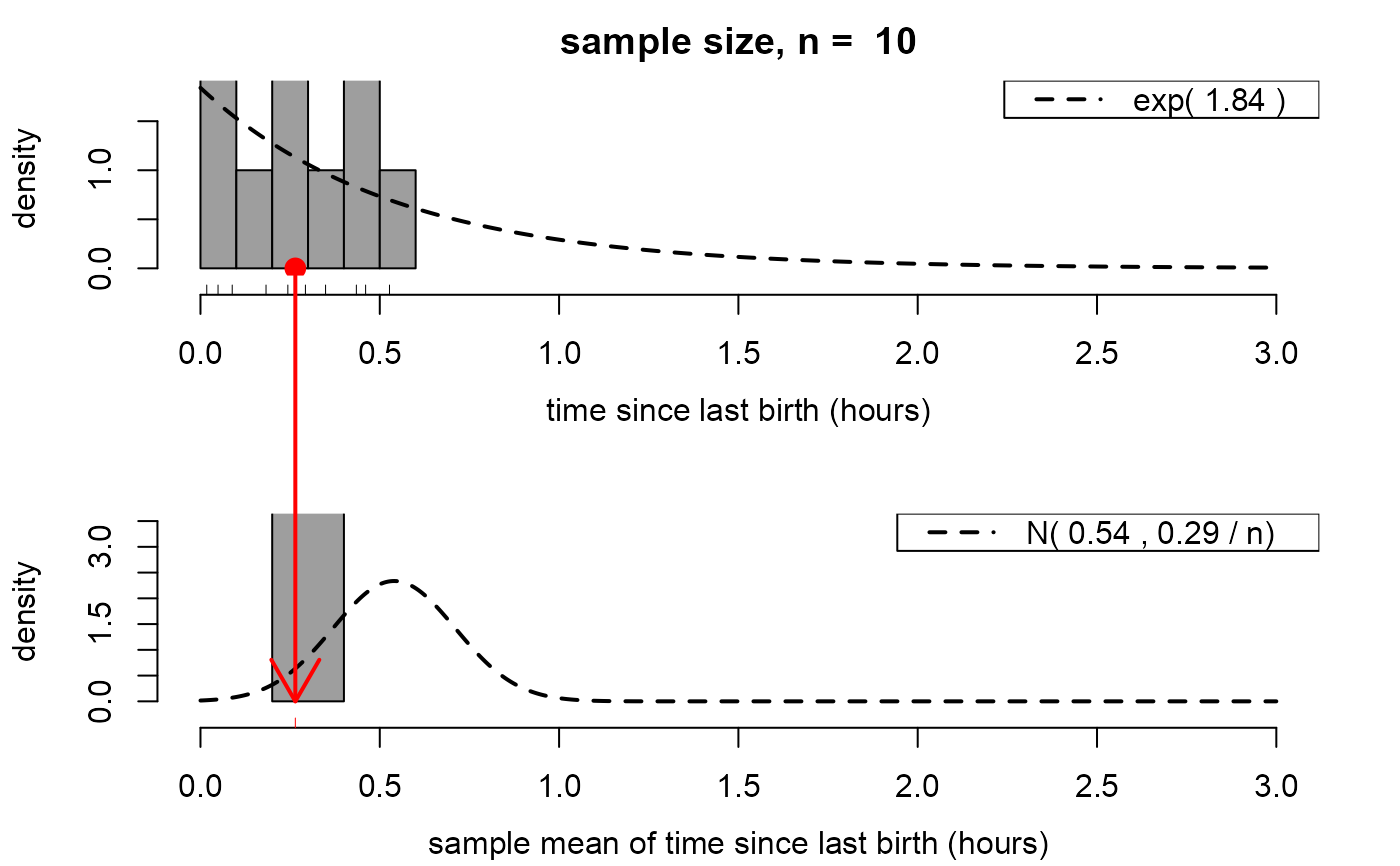 sample size, n =  10
exp( 1.84 )
density
1.0
0.0
0.0 0.5 1.0 1.5 2.0 2.5 3.0
time since last birth (hours)
N( 0.54 , 0.29 / n)
density
3.0
1.5
0.0
0.0 0.5 1.0 1.5 2.0 2.5 3.0
sample mean of time since last birth (hours)